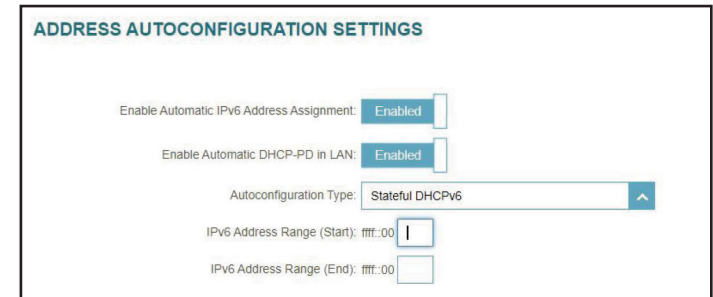 ADDRESS AUTOCONFIGURATION SETTINGS
Enable Automatic IPv6 Address Assignment: Enabled
Enable Automatic DHCP-PD in LAN: Enabled
Autoconfiguration Type: Stateful DHCPv6
IPv6 Address Range (Start): ffff::00
IPv6 Address Range (End): ffff::00